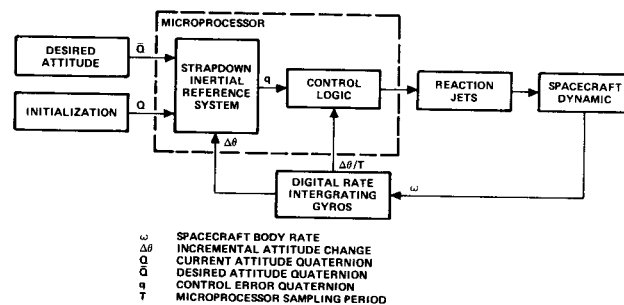 MICROPROCESSOR
DESIRED
ATTITUDE
Q̄
STRAPDOWN
INERTIAL
REFERENCE
SYSTEM
q
CONTROL
LOGIC
REACTION
JETS
SPACECRAFT
DYNAMIC
INITIALIZATION
Q
Δθ
Δθ/T
DIGITAL RATE
INTERGRATING
GYROS
ω
ω SPACECRAFT BODY RATE
Δθ INCREMENTAL ATTITUDE CHANGE
Q CURRENT ATTITUDE QUATERNION
Q̄ DESIRED ATTITUDE QUATERNION
q CONTROL ERROR QUATERNION
T MICROPROCESSOR SAMPLING PERIOD